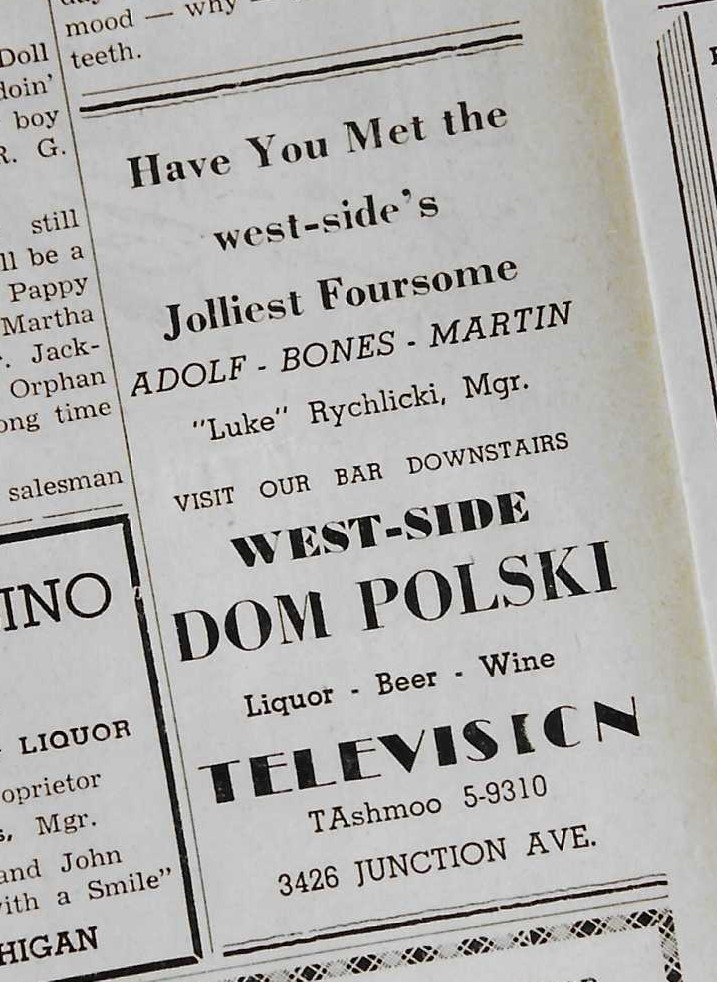 mood — why
teeth.
Doll
doin'
boy
R. G.
still
ll be a
Pappy
Martha
r. Jack-
Orphan
ong time
salesman
INO
LIQUOR
oprietor
s, Mgr.
and John
with a Smile"
HIGAN
Have You Met the
west-side's
Jolliest Foursome
ADOLF - BONES - MARTIN
"Luke" Rychlicki, Mgr.
VISIT OUR BAR DOWNSTAIRS
WEST-SIDE
DOM POLSKI
Liquor - Beer - Wine
TELEVISION
TAshmoo 5-9310
3426 JUNCTION AVE.